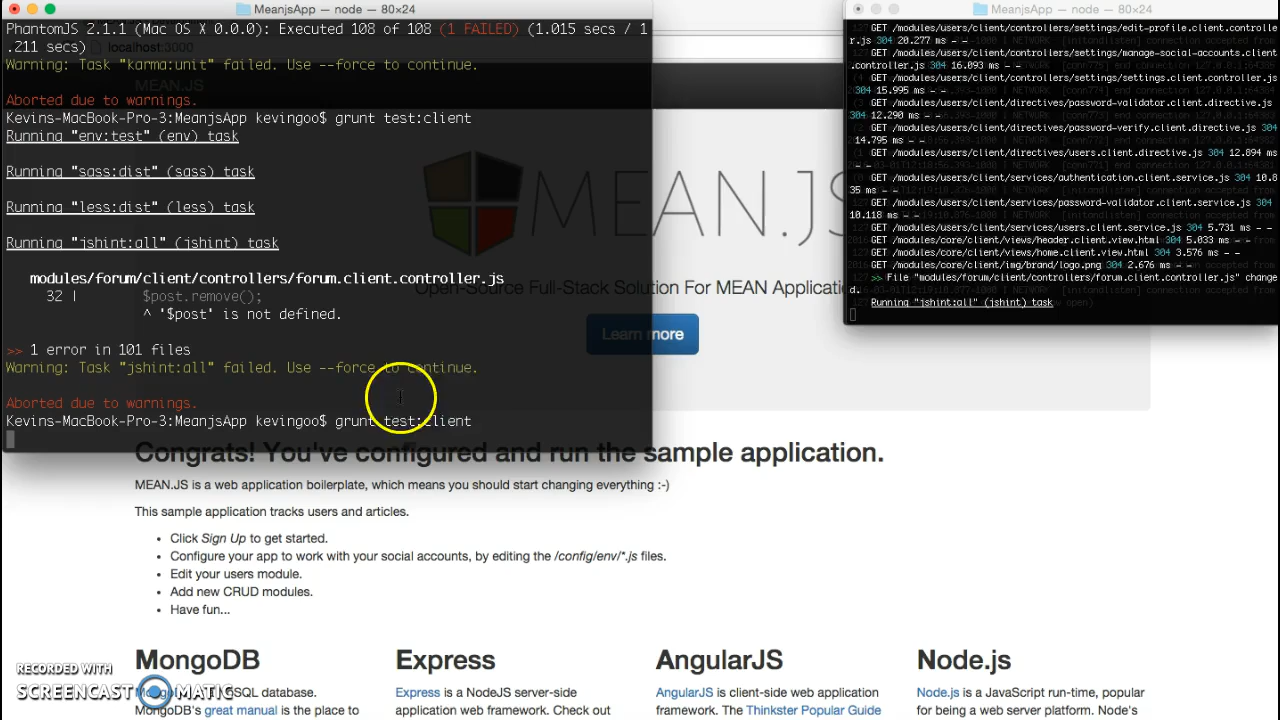 MeanjsApp — node — 80×24
PhantomJS 2.1.1 (Mac OS X 0.0.0): Executed 108 of 108 (1 FAILED) (1.015 secs / 1
.211 secs)
localhost:3000
Warning: Task "karma:unit" failed. Use --force to continue.
MEAN.JS
Aborted due to warnings.
Kevins-MacBook-Pro-3:MeanjsApp kevingoo$ grunt test:client
Running "env:test" (env) task
Running "sass:dist" (sass) task
Running "less:dist" (less) task
Running "jshint:all" (jshint) task
modules/forum/client/controllers/forum.client.controller.js
32 |        $post.remove();
^ '$post' is not defined.
>> 1 error in 101 files
Warning: Task "jshint:all" failed. Use --force to continue.
Aborted due to warnings.
Kevins-MacBook-Pro-3:MeanjsApp kevingoo$ grunt test:client
MeanjsApp — node — 80×24
GET /modules/users/client/controllers/settings/edit-profile.client.controlle
r.js 304 20.277 ms - -
GET /modules/users/client/controllers/settings/manage-social-accounts.client
.controller.js 304 16.093 ms - -
GET /modules/users/client/controllers/settings/settings.client.controller.js
304 15.995 ms - -
GET /modules/users/client/directives/password-validator.client.directive.js
304 12.290 ms - -
GET /modules/users/client/directives/password-verify.client.directive.js 304
14.795 ms - -
GET /modules/users/client/directives/users.client.directive.js 304 12.894 ms
- -
GET /modules/users/client/services/authentication.client.service.js 304 10.8
35 ms - -
GET /modules/users/client/services/password-validator.client.service.js 304
10.118 ms - -
GET /modules/users/client/services/users.client.service.js 304 5.731 ms - -
GET /modules/core/client/views/header.client.view.html 304 5.033 ms - -
GET /modules/core/client/views/home.client.view.html 304 3.576 ms - -
GET /modules/core/client/img/brand/logo.png 304 2.676 ms - -
>> File "modules/forum/client/controllers/forum.client.controller.js" change
d.
Running "jshint:all" (jshint) task
MEAN.JS
Open-Source Full-Stack Solution For MEAN Applicati
Learn more
Congrats! You've configured and run the sample application.
MEAN.JS is a web application boilerplate, which means you should start changing everything :-)
This sample application tracks users and articles.
• Click Sign Up to get started.
• Configure your app to work with your social accounts, by editing the /config/env/*.js files.
• Edit your users module.
• Add new CRUD modules.
• Have fun...
MongoDB
SQL database.
MongoDB's great manual is the place to
Express
Express is a NodeJS server-side
application web framework. Check out
AngularJS
AngularJS is client-side web application
framework. The Thinkster Popular Guide
Node.js
Node.js is a JavaScript run-time, popular
for being a web server platform. Node's
RECORDED WITH
SCREENCAST MATIC